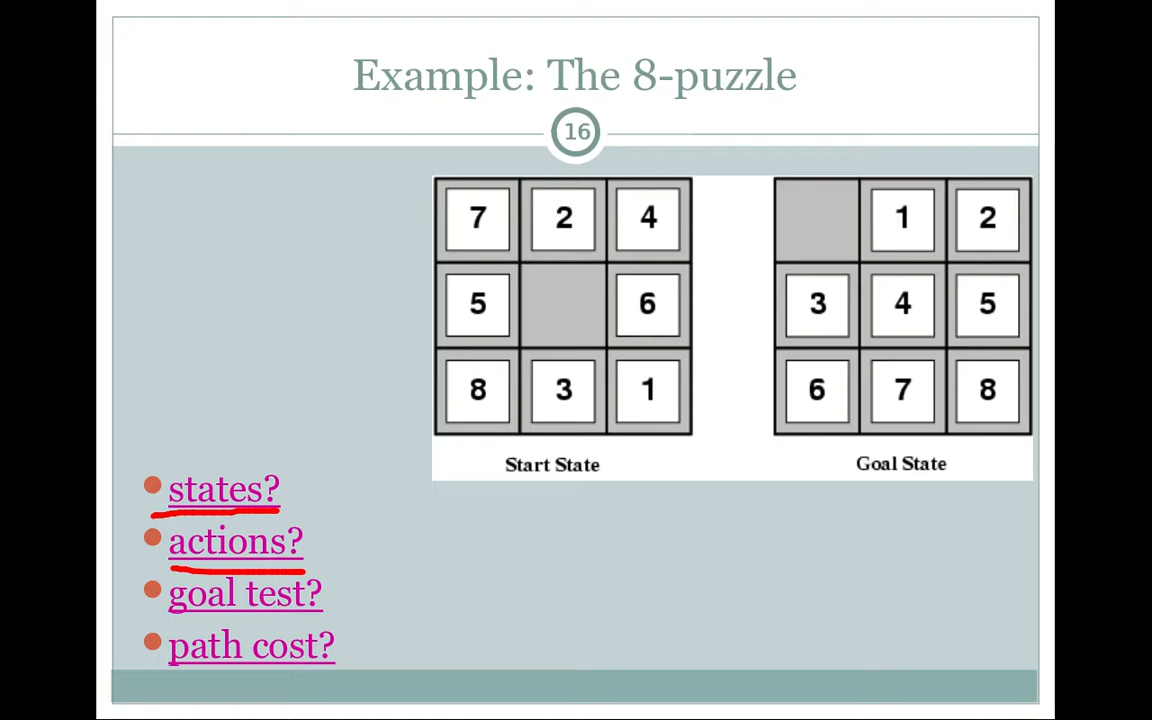 Example: The 8-puzzle
16
7 2 4
5 6
8 3 1
Start State
1 2
3 4 5
6 7 8
Goal State
states?
actions?
goal test?
path cost?